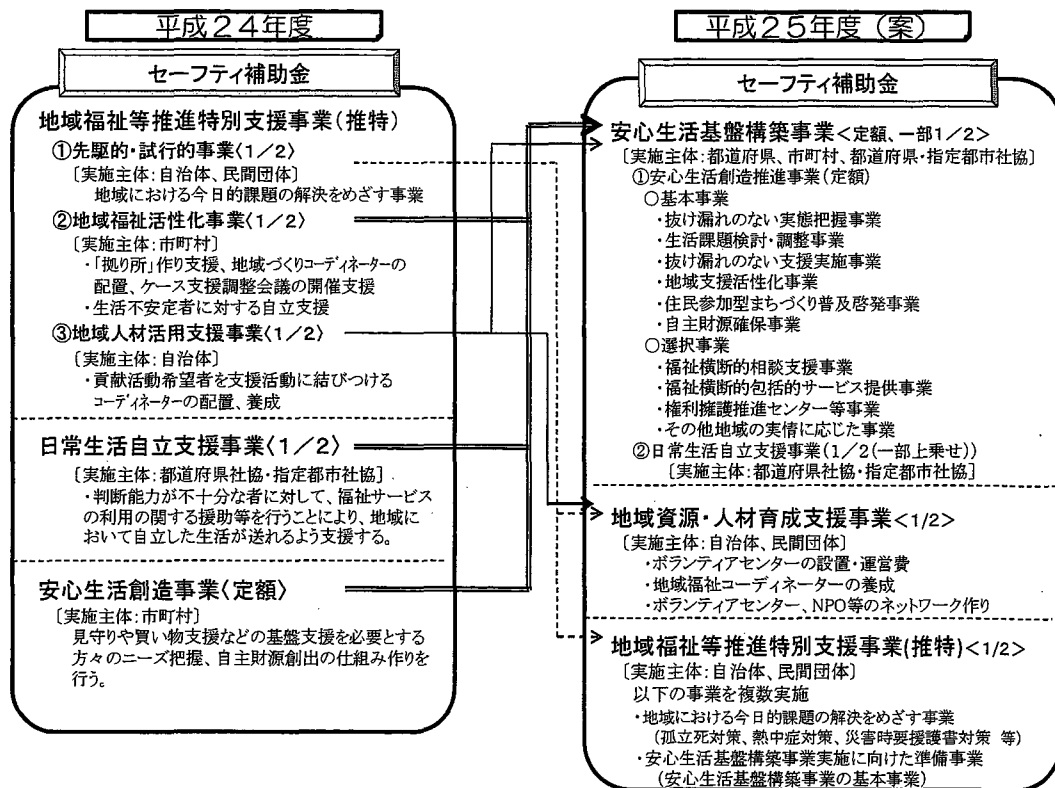 平成24年度
セーフティ補助金
地域福祉等推進特別支援事業(推特)
①先駆的・試行的事業〈1/2〉
〔実施主体:自治体、民間団体〕
地域における今日的課題の解決をめざす事業
②地域福祉活性化事業〈1/2〉
〔実施主体:市町村〕
・「拠り所」作り支援、地域づくりコーディネーターの
配置、ケース支援調整会議の開催支援
・生活不安定者に対する自立支援
③地域人材活用支援事業〈1/2〉
〔実施主体:自治体〕
・貢献活動希望者を支援活動に結びつける
コーディネーターの配置、養成
日常生活自立支援事業〈1/2〉
〔実施主体:都道府県社協・指定都市社協〕
・判断能力が不十分な者に対して、福祉サービス
の利用の関する援助等を行うことにより、地域に
おいて自立した生活が送れるよう支援する。
安心生活創造事業〈定額〉
〔実施主体:市町村〕
見守りや買い物支援などの基盤支援を必要とする
方々のニーズ把握、自主財源創出の仕組み作りを
行う。
平成25年度(案)
セーフティ補助金
安心生活基盤構築事業<定額、一部1/2>
〔実施主体:都道府県、市町村、都道府県・指定都市社協〕
①安心生活創造推進事業(定額)
○基本事業
・抜け漏れのない実態把握事業
・生活課題検討・調整事業
・抜け漏れのない支援実施事業
・地域支援活性化事業
・住民参加型まちづくり普及啓発事業
・自主財源確保事業
○選択事業
・福祉横断的相談支援事業
・福祉横断的包括的サービス提供事業
・権利擁護推進センター等事業
・その他地域の実情に応じた事業
②日常生活自立支援事業(1/2(一部上乗せ))
〔実施主体:都道府県社協・指定都市社協〕
地域資源・人材育成支援事業<1/2>
〔実施主体:自治体、民間団体〕
・ボランティアセンターの設置・運営費
・地域福祉コーディネーターの養成
・ボランティアセンター、NPO等のネットワーク作り
地域福祉等推進特別支援事業(推特)<1/2>
〔実施主体:自治体、民間団体〕
以下の事業を複数実施
・地域における今日的課題の解決をめざす事業
(孤立死対策、熱中症対策、災害時要援護書対策 等)
・安心生活基盤構築事業実施に向けた準備事業
(安心生活基盤構築事業の基本事業)